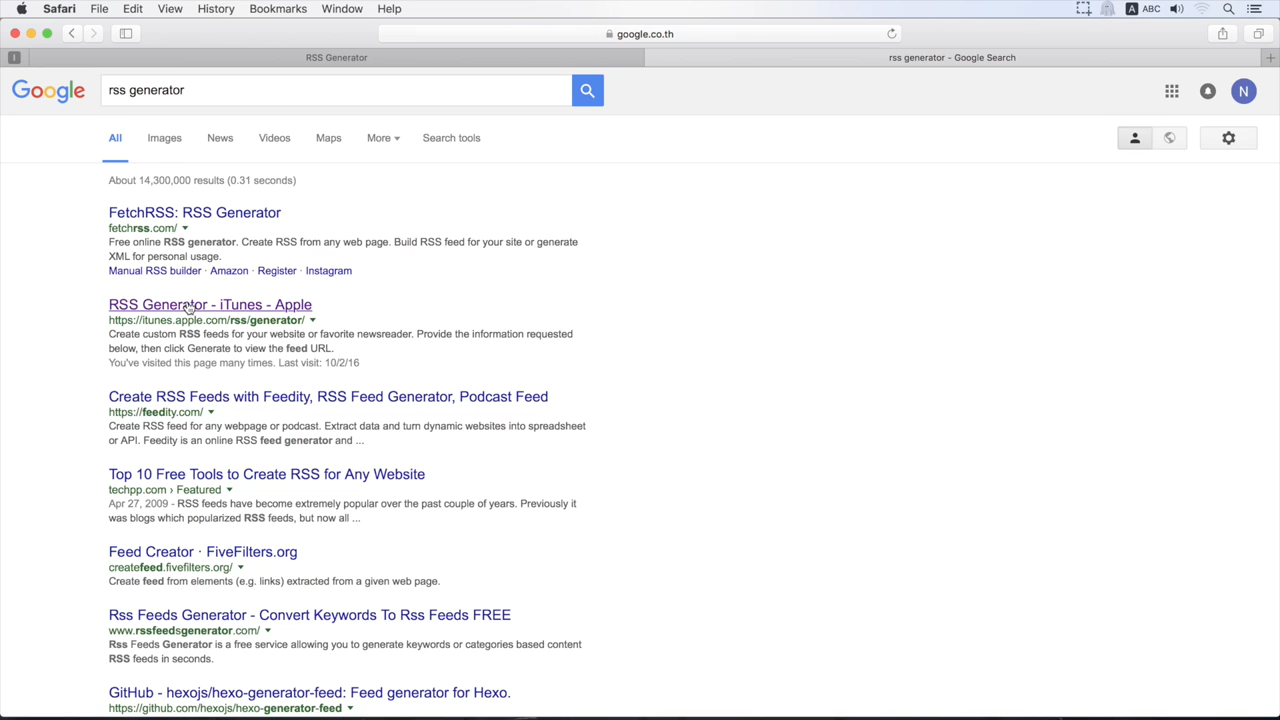 Safari File Edit View History Bookmarks Window Help A ABC
google.co.th
RSS Generator rss generator - Google Search
Google rss generator N
All Images News Videos Maps More Search tools
About 14,300,000 results (0.31 seconds)
FetchRSS: RSS Generator
fetchrss.com/
Free online RSS generator. Create RSS from any web page. Build RSS feed for your site or generate
XML for personal usage.
Manual RSS builder · Amazon · Register · Instagram
RSS Generator - iTunes - Apple
https://itunes.apple.com/rss/generator/
Create custom RSS feeds for your website or favorite newsreader. Provide the information requested
below, then click Generate to view the feed URL.
You've visited this page many times. Last visit: 10/2/16
Create RSS Feeds with Feedity, RSS Feed Generator, Podcast Feed
https://feedity.com/
Create RSS feed for any webpage or podcast. Extract data and turn dynamic websites into spreadsheet
or API. Feedity is an online RSS feed generator and ...
Top 10 Free Tools to Create RSS for Any Website
techpp.com › Featured
Apr 27, 2009 - RSS feeds have become extremely popular over the past couple of years. Previously it
was blogs which popularized RSS feeds, but now all ...
Feed Creator · FiveFilters.org
createfeed.fivefilters.org/
Create feed from elements (e.g. links) extracted from a given web page.
Rss Feeds Generator - Convert Keywords To Rss Feeds FREE
www.rssfeedsgenerator.com/
Rss Feeds Generator is a free service allowing you to generate keywords or categories based content
RSS feeds in seconds.
GitHub - hexojs/hexo-generator-feed: Feed generator for Hexo.
https://github.com/hexojs/hexo-generator-feed